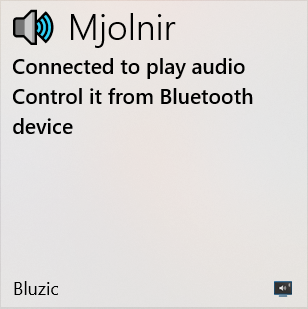 Mjolnir
Connected to play audio
Control it from Bluetooth
device
Bluzic